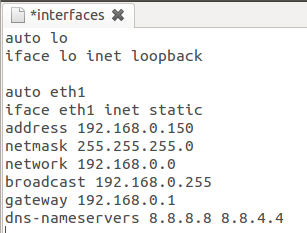 *interfaces
auto lo
iface lo inet loopback
auto eth1
iface eth1 inet static
address 192.168.0.150
netmask 255.255.255.0
network 192.168.0.0
broadcast 192.168.0.255
gateway 192.168.0.1
dns-nameservers 8.8.8.8 8.8.4.4